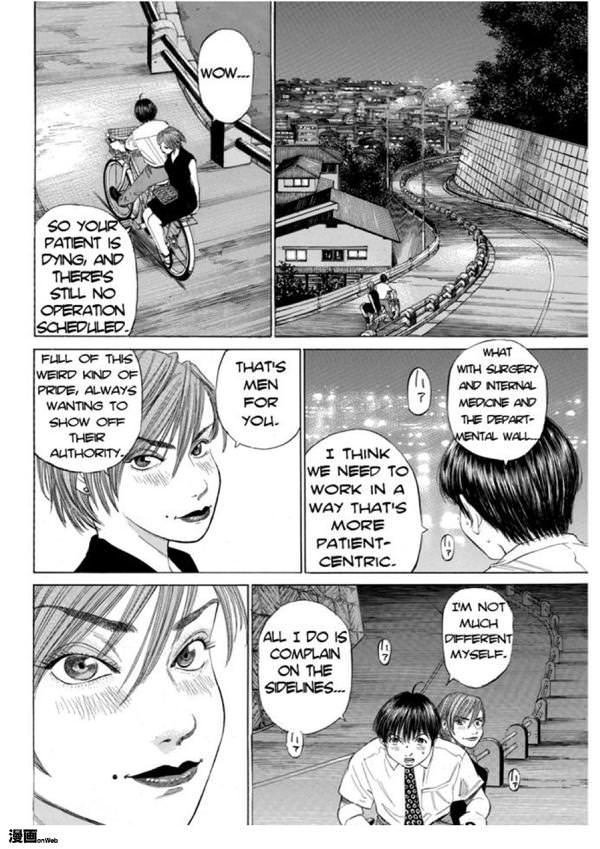 WOW...
SO YOUR
PATIENT IS
DYING, AND
THERE'S
STILL NO
OPERATION
SCHEDULED.
WHAT
WITH SURGERY
AND INTERNAL
MEDICINE AND
THE DEPART-
MENTAL WALL...
I THINK
WE NEED TO
WORK IN A
WAY THAT'S
MORE
PATIENT-
CENTRIC.
THAT'S
MEN
FOR
YOU.
FULL OF THIS
WEIRD KIND OF
PRIDE, ALWAYS
WANTING TO
SHOW OFF
THEIR
AUTHORITY.
I'M NOT
MUCH
DIFFERENT
MYSELF.
ALL I DO IS
COMPLAIN
ON THE
SIDELINES...
漫画onWeb